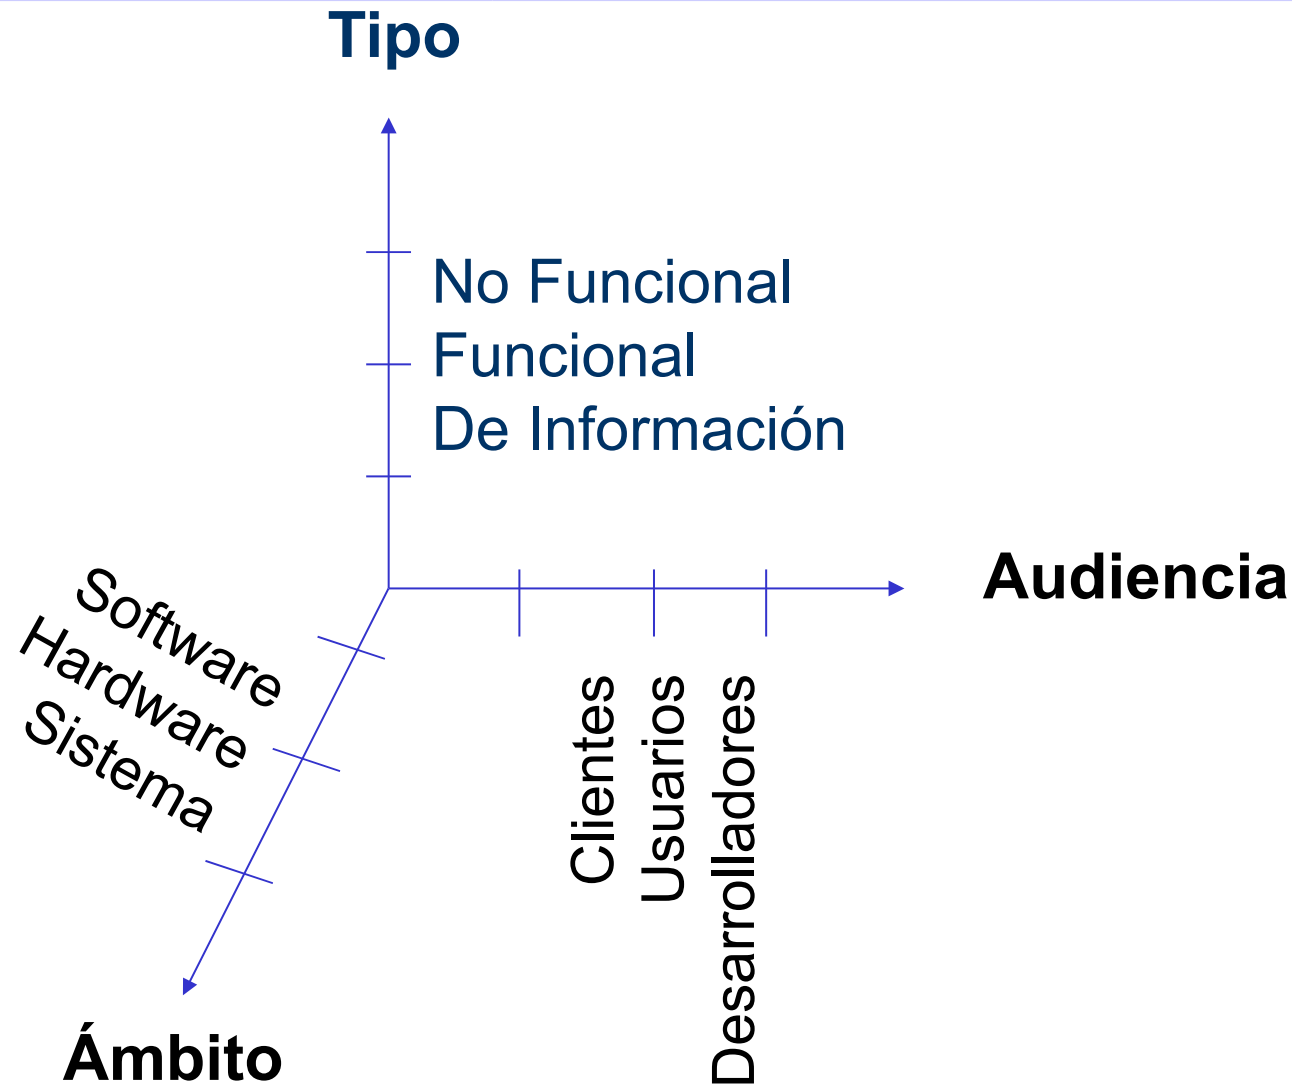 Tipo
No Funcional
Funcional
De Información
Audiencia
Software
Hardware
Sistema
Clientes
Usuarios
Desarrolladores
Ámbito